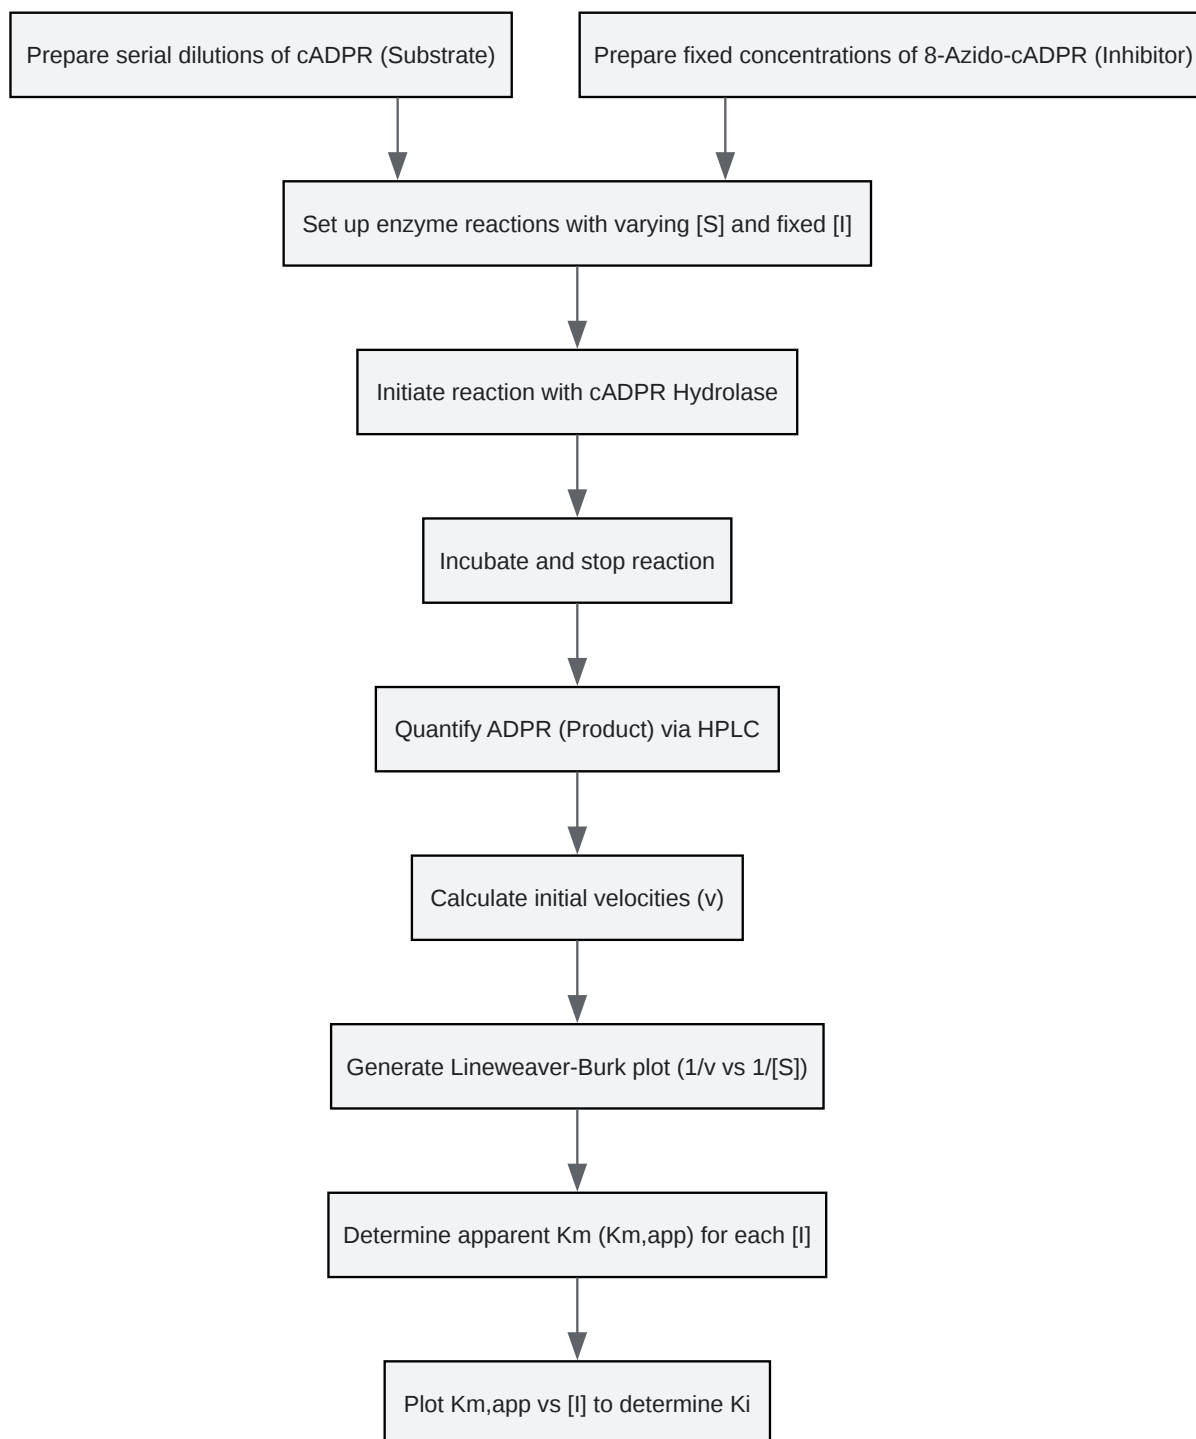 Prepare serial dilutions of cADPR (Substrate)
Prepare fixed concentrations of 8-Azido-cADPR (Inhibitor)
Set up enzyme reactions with varying [S] and fixed [I]
Initiate reaction with cADPR Hydrolase
Incubate and stop reaction
Quantify ADPR (Product) via HPLC
Calculate initial velocities (v)
Generate Lineweaver-Burk plot (1/v vs 1/[S])
Determine apparent Km (Km,app) for each [I]
Plot Km,app vs [I] to determine Ki